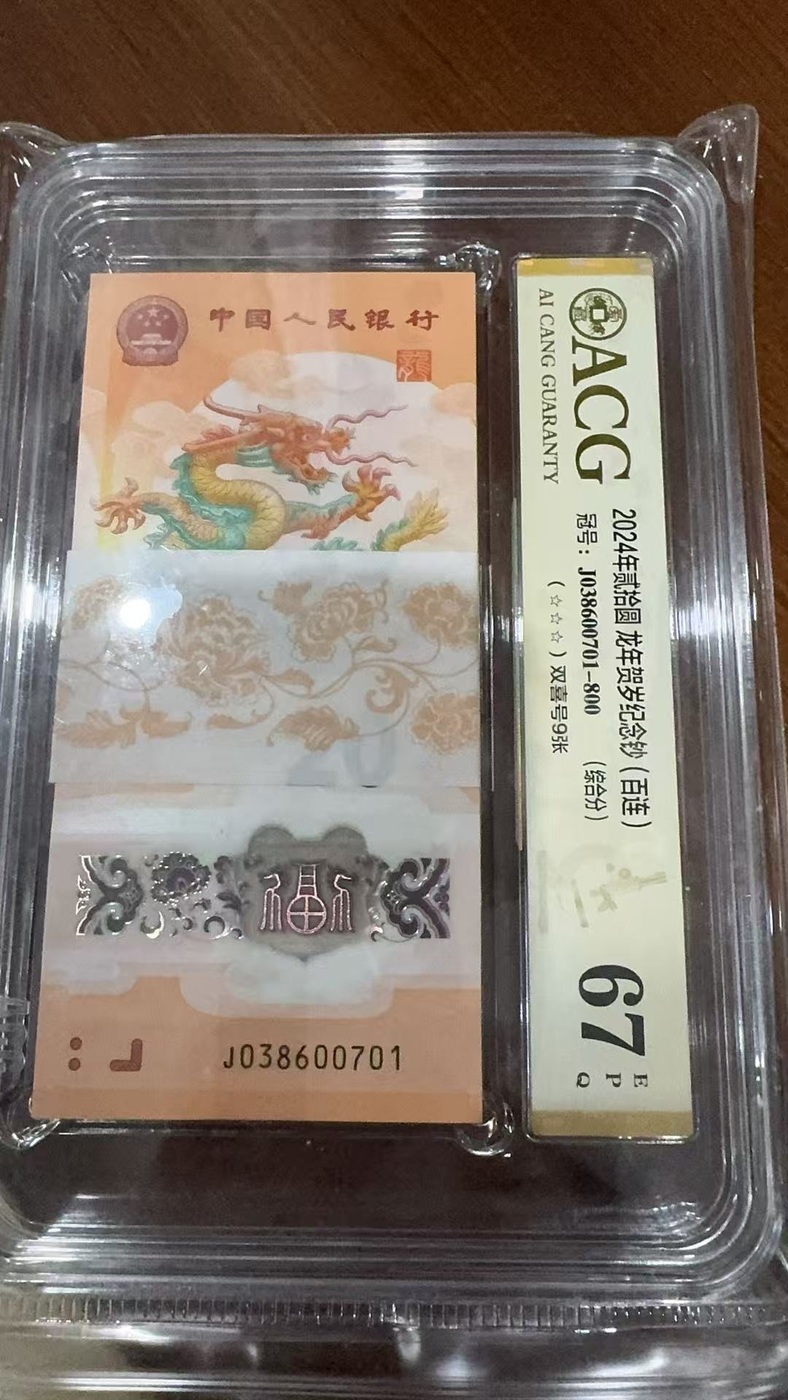 中国人民银行
龍
福
J038600701
ACG
AI CANG GUARANTY
2024年贰拾圆 龙年贺岁纪念钞（百连）
冠号：J038600701-800 （综合分）
（☆☆☆）双喜号9张
67
E
P
Q